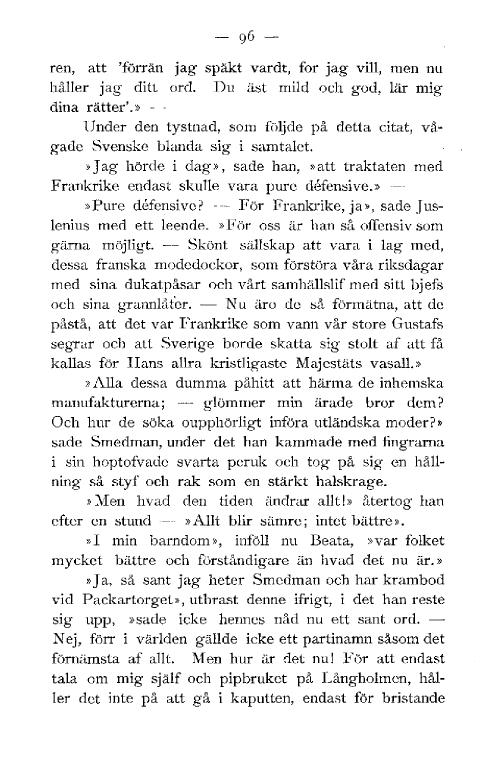 — 96 —
ren, att 'förrän jag späkt vardt, for jag vill, men nu
håller jag ditt ord. Du äst mild och god, lär mig
dina rätter'.» - -
Under den tystnad, som följde på detta citat, vå-
gade Svenske blanda sig i samtalet.
»Jag hörde i dag», sade han, »att traktaten med
Frankrike endast skulle vara pure défensive.» —
»Pure défensive? -— För Frankrike, ja», sade Jus-
lenius med ett leende. »För oss är han så offensiv som
gärna möjligt. — Skönt sällskap att vara i lag med,
dessa franska modedockor, som förstöra våra riksdagar
med sina dukatpåsar och vårt samhällslif med sitt bjefs
och sina grannlåter. — Nu äro de så förmätna, att de
påstå, att det var Frankrike som vann vår store Gustafs
segrar och att Sverige borde skatta sig stolt af att få
kallas för Hans allra kristligaste Majestäts vasall.»
»Alla dessa dumma påhitt att härma de inhemska
manufakturerna; — glömmer min ärade bror dem?
Och hur de söka oupphörligt införa utländska moder?»
sade Smedman, under det han kammade med fingrarna
i sin hoptofvade svarta peruk och tog på sig en håll-
ning så styf och rak som en stärkt halskrage.
»Men hvad den tiden ändrar allt!» återtog han
efter en stund — »Allt blir sämre; intet bättre».
»I min barndom», inföll nu Beata, »var folket
mycket bättre och förståndigare än hvad det nu är.»
»Ja, så sant jag heter Smedman och har krambod
vid Packartorget», utbrast denne ifrigt, i det han reste
sig upp, »sade icke hennes nåd nu ett sant ord. —
Nej, förr i världen gällde icke ett partinamn såsom det
förnämsta af allt. Men hur är det nu! För att endast
tala om mig själf och pipbruket på Långholmen, hål-
ler det inte på att gå i kaputten, endast för bristande